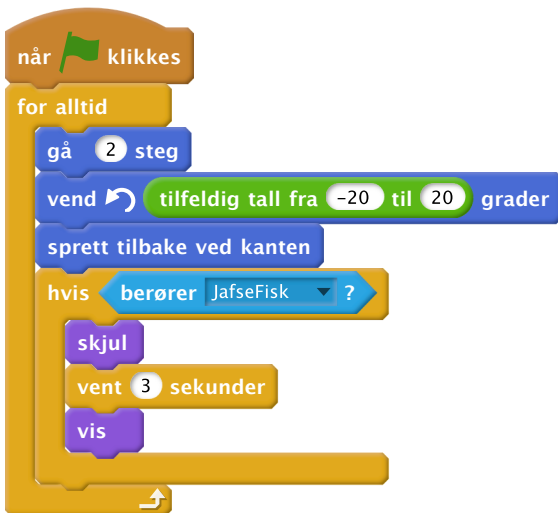 når klikkes
for alltid
gå 2 steg
vend tilfeldig tall fra -20 til 20 grader
sprett tilbake ved kanten
hvis berører JafseFisk ?
skjul
vent 3 sekunder
vis